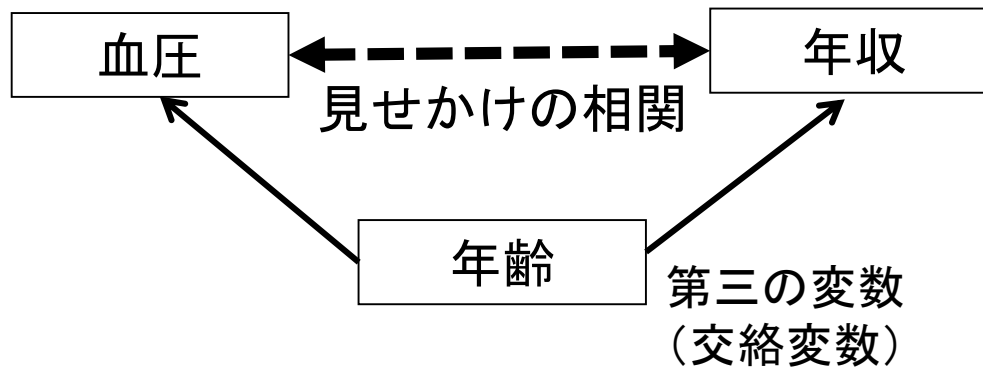 血圧
年収
見せかけの相関
年齢
第三の変数
（交絡変数）